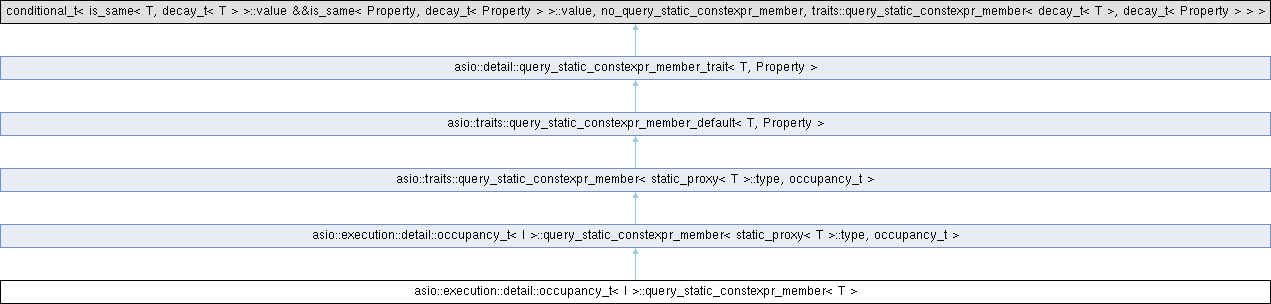 conditional_t< is_same< T, decay_t< T > >::value &&is_same< Property, decay_t< Property > >::value, no_query_static_constexpr_member, traits::query_static_constexpr_member< decay_t< T >, decay_t< Property > > >
asio::detail::query_static_constexpr_member_trait< T, Property >
asio::traits::query_static_constexpr_member_default< T, Property >
asio::traits::query_static_constexpr_member< static_proxy< T >::type, occupancy_t >
asio::execution::detail::occupancy_t< I >::query_static_constexpr_member< static_proxy< T >::type, occupancy_t >
asio::execution::detail::occupancy_t< I >::query_static_constexpr_member< T >